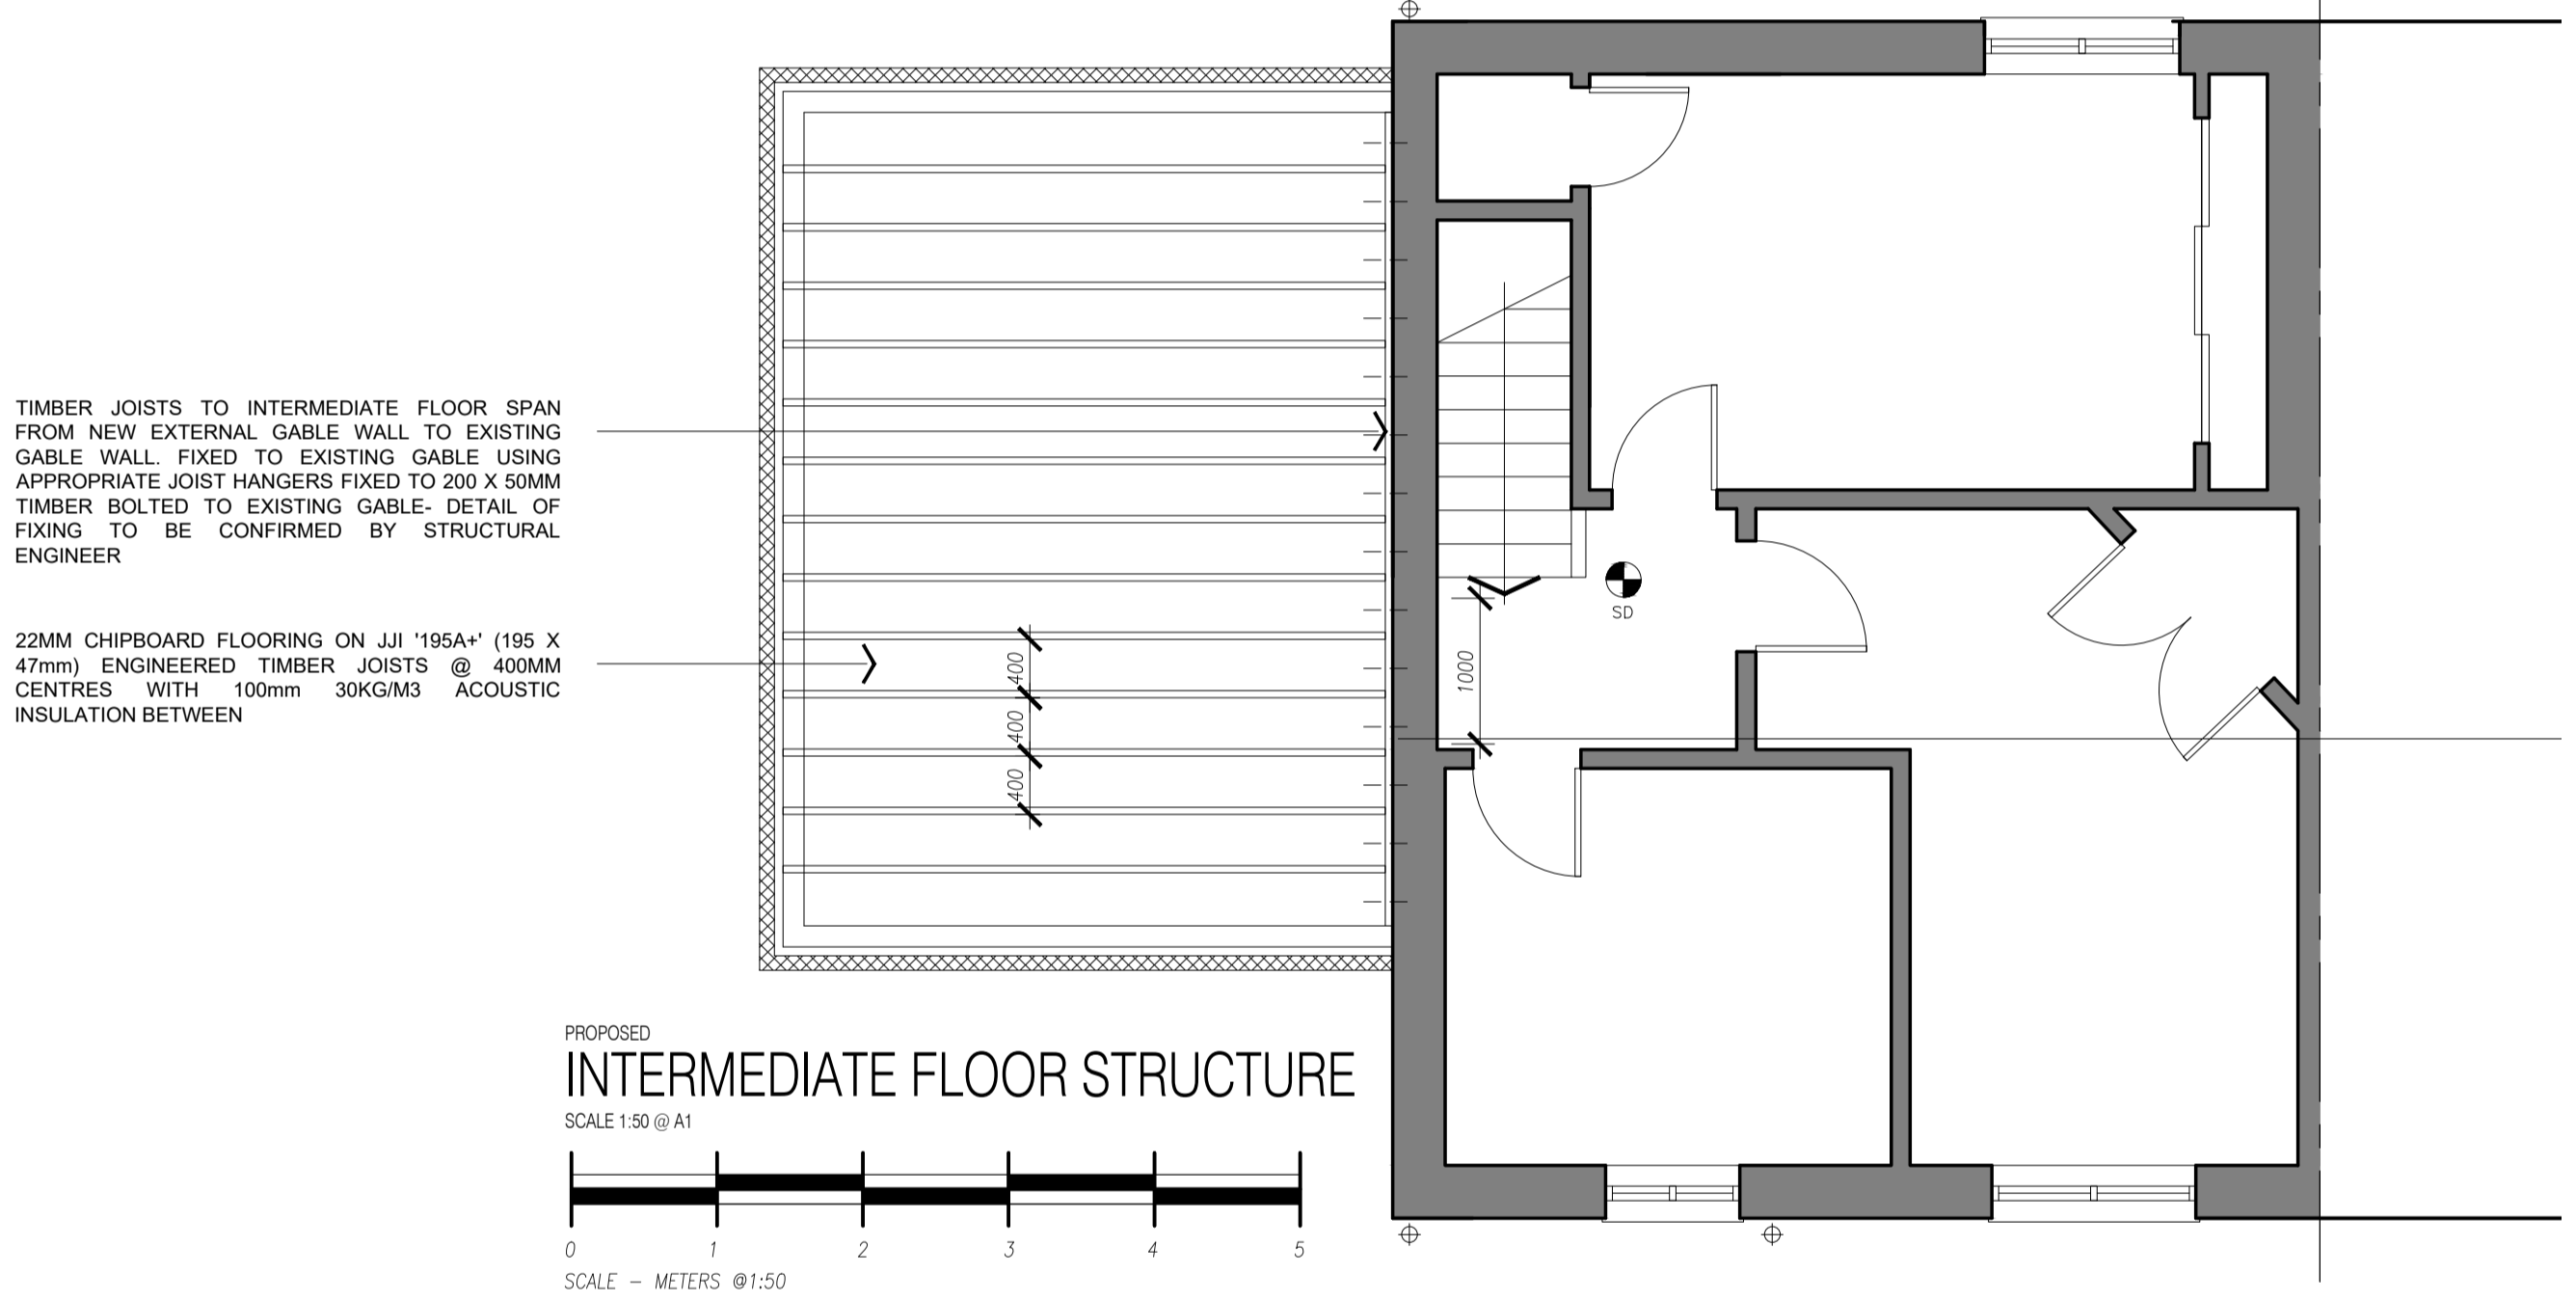 TIMBER JOISTS TO INTERMEDIATE FLOOR SPAN
FROM NEW EXTERNAL GABLE WALL TO EXISTING
GABLE WALL. FIXED TO EXISTING GABLE USING
APPROPRIATE JOIST HANGERS FIXED TO 200 X 50MM
TIMBER BOLTED TO EXISTING GABLE- DETAIL OF
FIXING TO BE CONFIRMED BY STRUCTURAL
ENGINEER
22MM CHIPBOARD FLOORING ON JJI '195A+' (195 X
47mm) ENGINEERED TIMBER JOISTS @ 400MM
CENTRES WITH 100mm 30KG/M3 ACOUSTIC
INSULATION BETWEEN
400
400
400
1000
SD
PROPOSED
INTERMEDIATE FLOOR STRUCTURE
SCALE 1:50 @ A1
0 1 2 3 4 5
SCALE - METERS @1:50